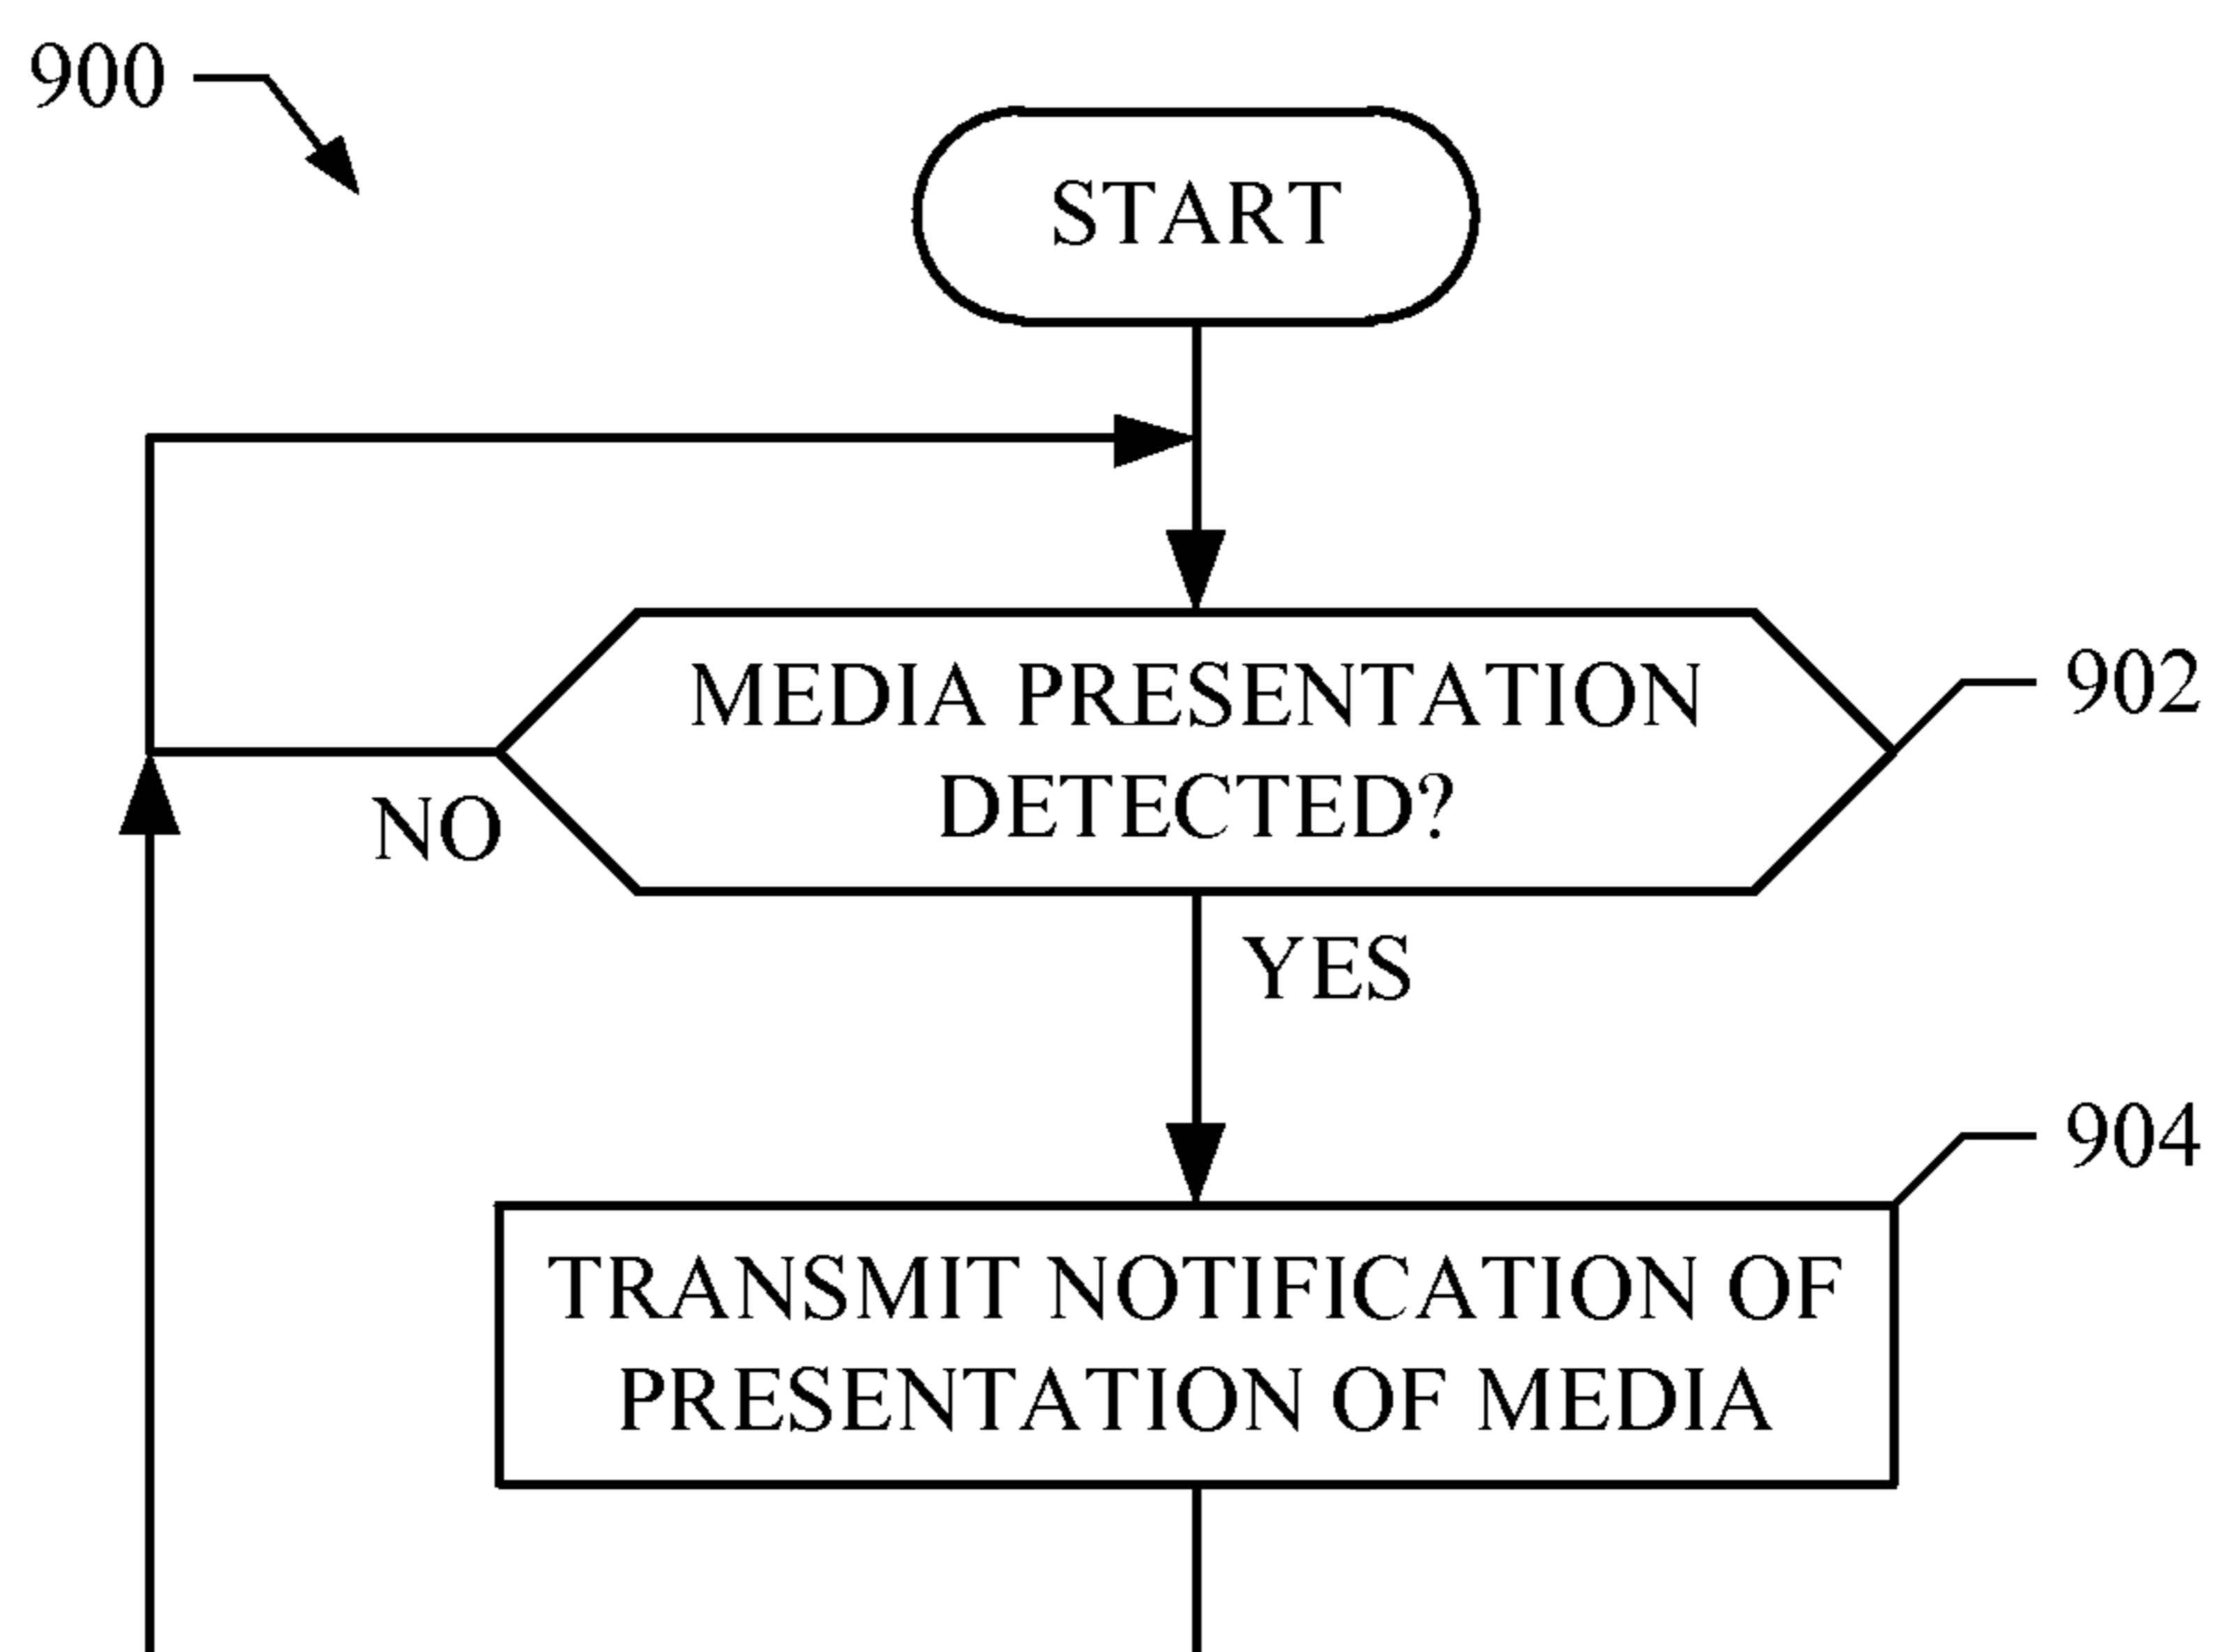 900
START
MEDIA PRESENTATION
DETECTED?
902
NO
YES
904
TRANSMIT NOTIFICATION OF
PRESENTATION OF MEDIA